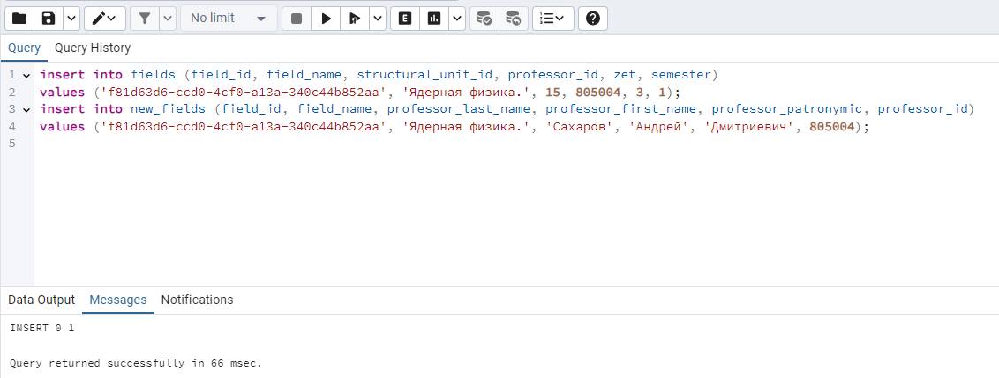 No limit
Query Query History
1 insert into fields (field_id, field_name, structural_unit_id, professor_id, zet, semester)
2 values ('f81d63d6-ccd0-4cf0-a13a-340c44b852aa', 'Ядерная физика.', 15, 805004, 3, 1);
3 insert into new_fields (field_id, field_name, professor_last_name, professor_first_name, professor_patronymic, professor_id)
4 values ('f81d63d6-ccd0-4cf0-a13a-340c44b852aa', 'Ядерная физика.', 'Сахаров', 'Андрей', 'Дмитриевич', 805004);
5
Data Output Messages Notifications
INSERT 0 1
Query returned successfully in 66 msec.